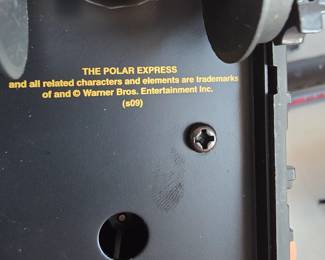 THE POLAR EXPRESS
and all related characters and elements are trademarks
of and © Warner Bros. Entertainment Inc.
(s09)